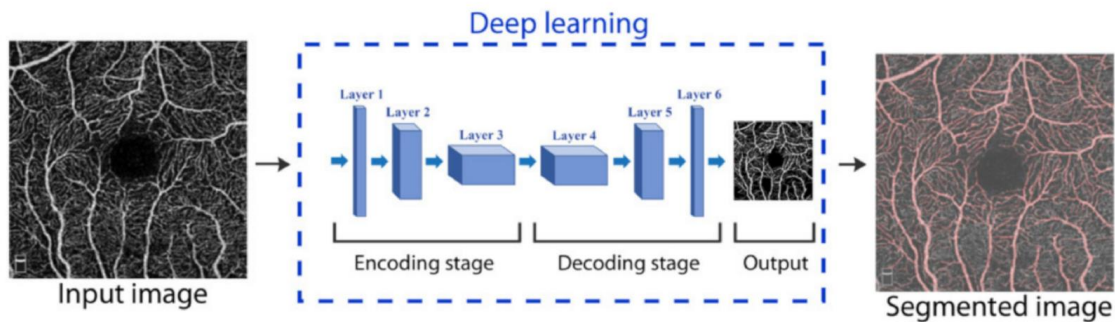 Deep learning
Layer 1
Layer 2
Layer 3
Layer 4
Layer 5
Layer 6
Encoding stage
Decoding stage
Output
Input image
Segmented image